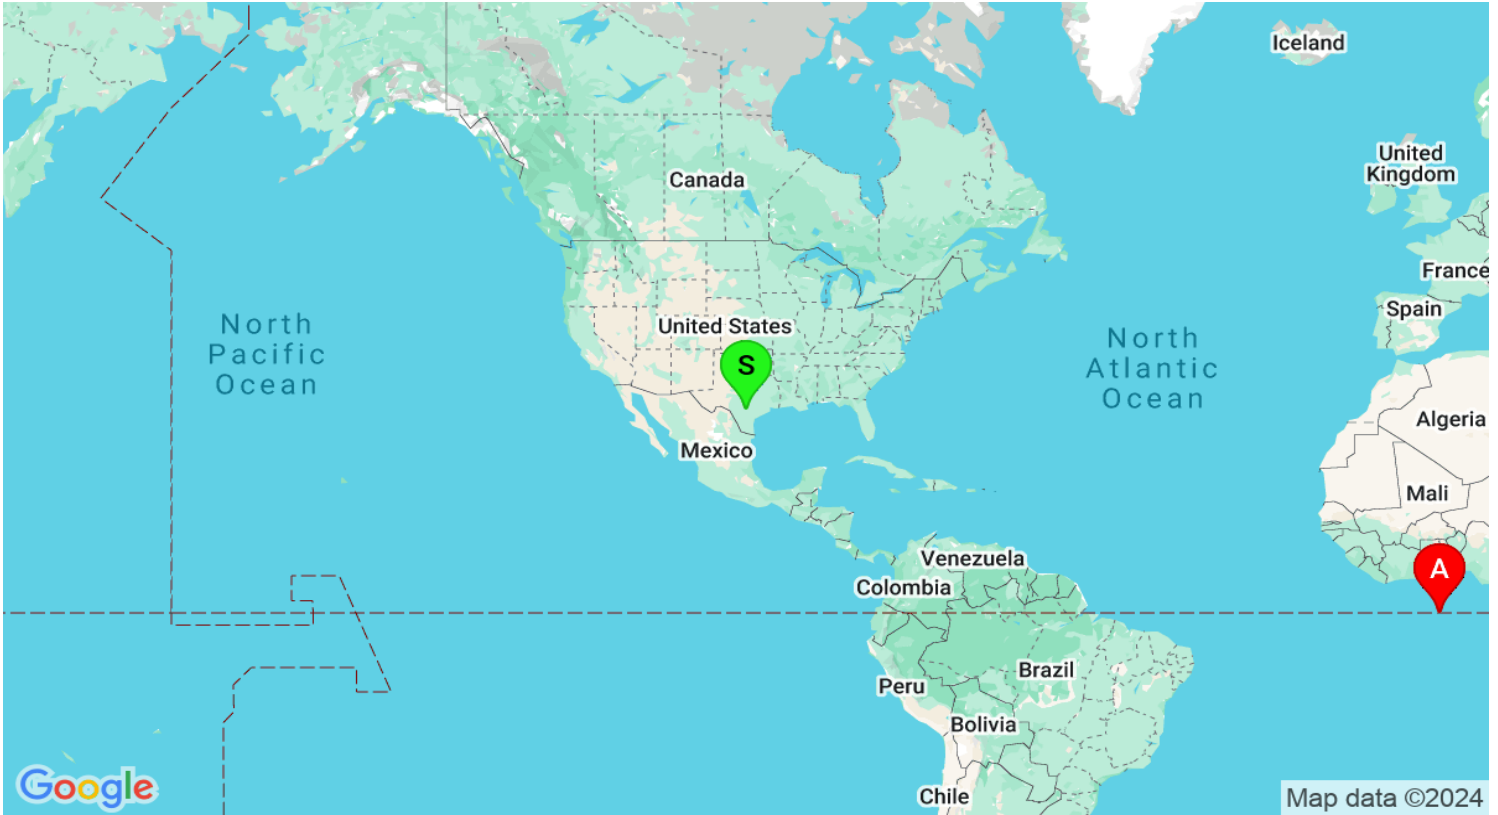 Iceland
United
Kingdom
Canada
France
Spain
North
Pacific
Ocean
United States
North
Atlantic
Ocean
S
Algeria
Mexico
Mali
Venezuela
A
Colombia
Brazil
Peru
Bolivia
Google
Chile
Map data ©2024